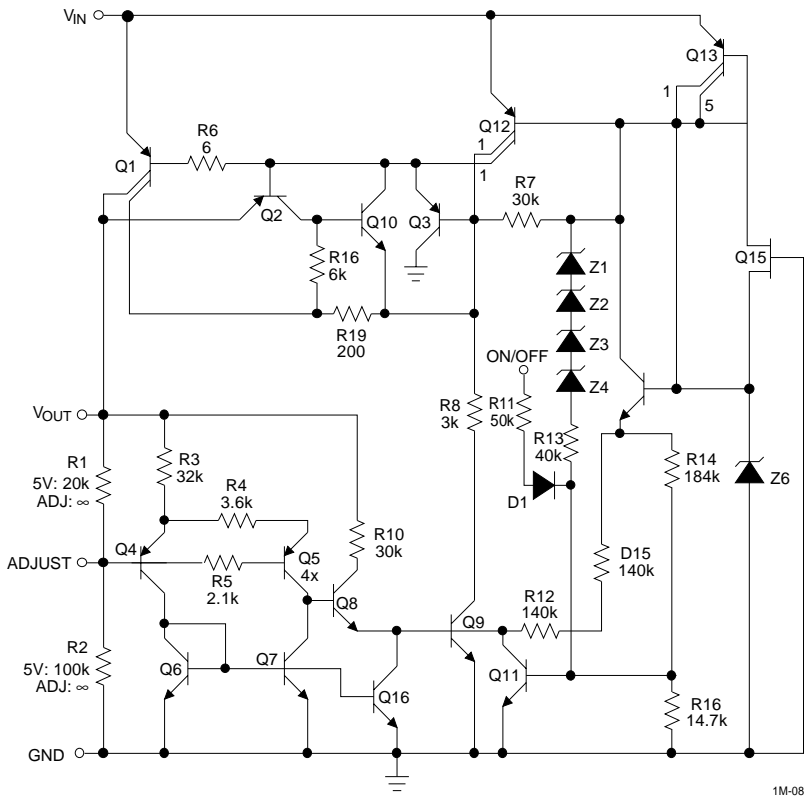 VIN
Q13
1
5
Q12
1
1
R6
6
Q1
R7
30k
Q2
Q10
Q3
R16
6k
Q15
Z1
Z2
Z3
Z4
R19
200
ON/OFF
R8
3k
R11
50k
R13
40k
VOUT
R3
32k
R1
5V: 20k
ADJ: ∞
R4
3.6k
R14
184k
Z6
D1
R10
30k
Q4
Q5
4x
ADJUST
R5
2.1k
D15
140k
Q8
R12
140k
Q9
R2
5V: 100k
ADJ: ∞
Q6
Q7
Q11
Q16
R16
14.7k
GND
1M-08